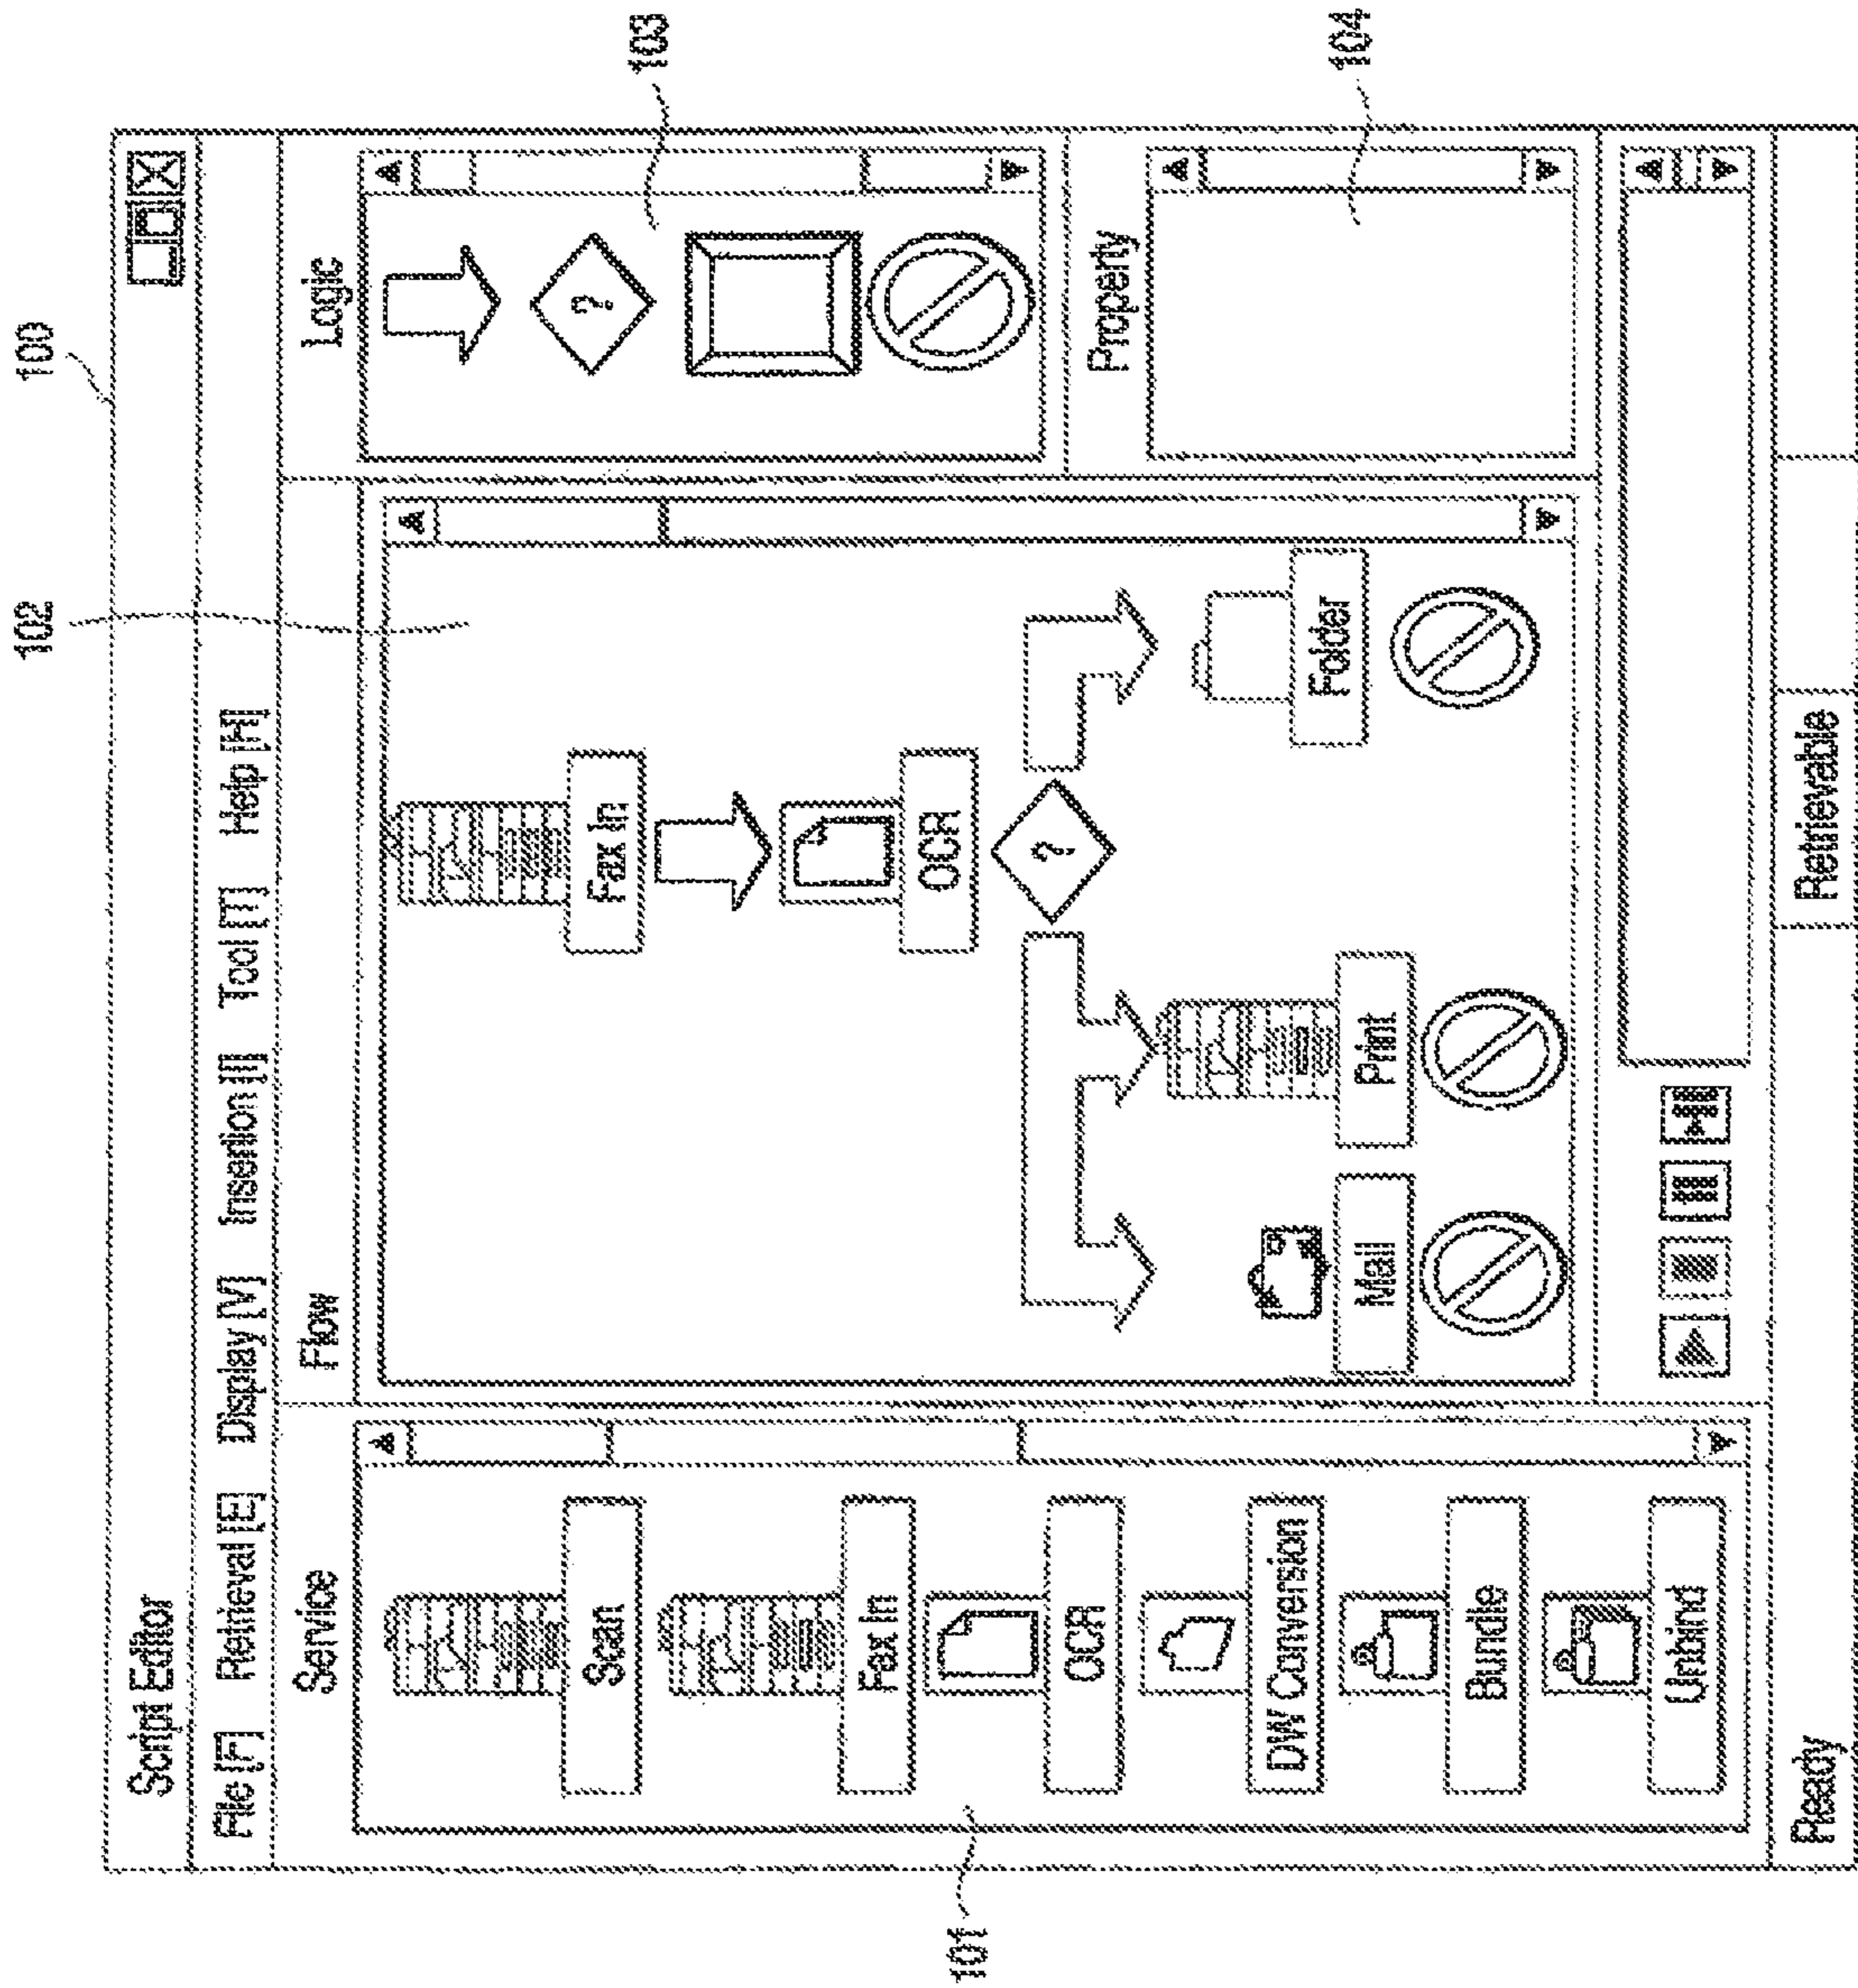 100
102
Script Editor
File [F] Retrieval [E] Display [V] Insertion [I] Tool [T] Help [H]
Service
Flow
Logic
Scan
Fax In
OCR
DW Conversion
Bundle
Unbind
101
Fax In
OCR
?
Mail
Print
Folder
?
103
Property
104
Ready
Retrievable